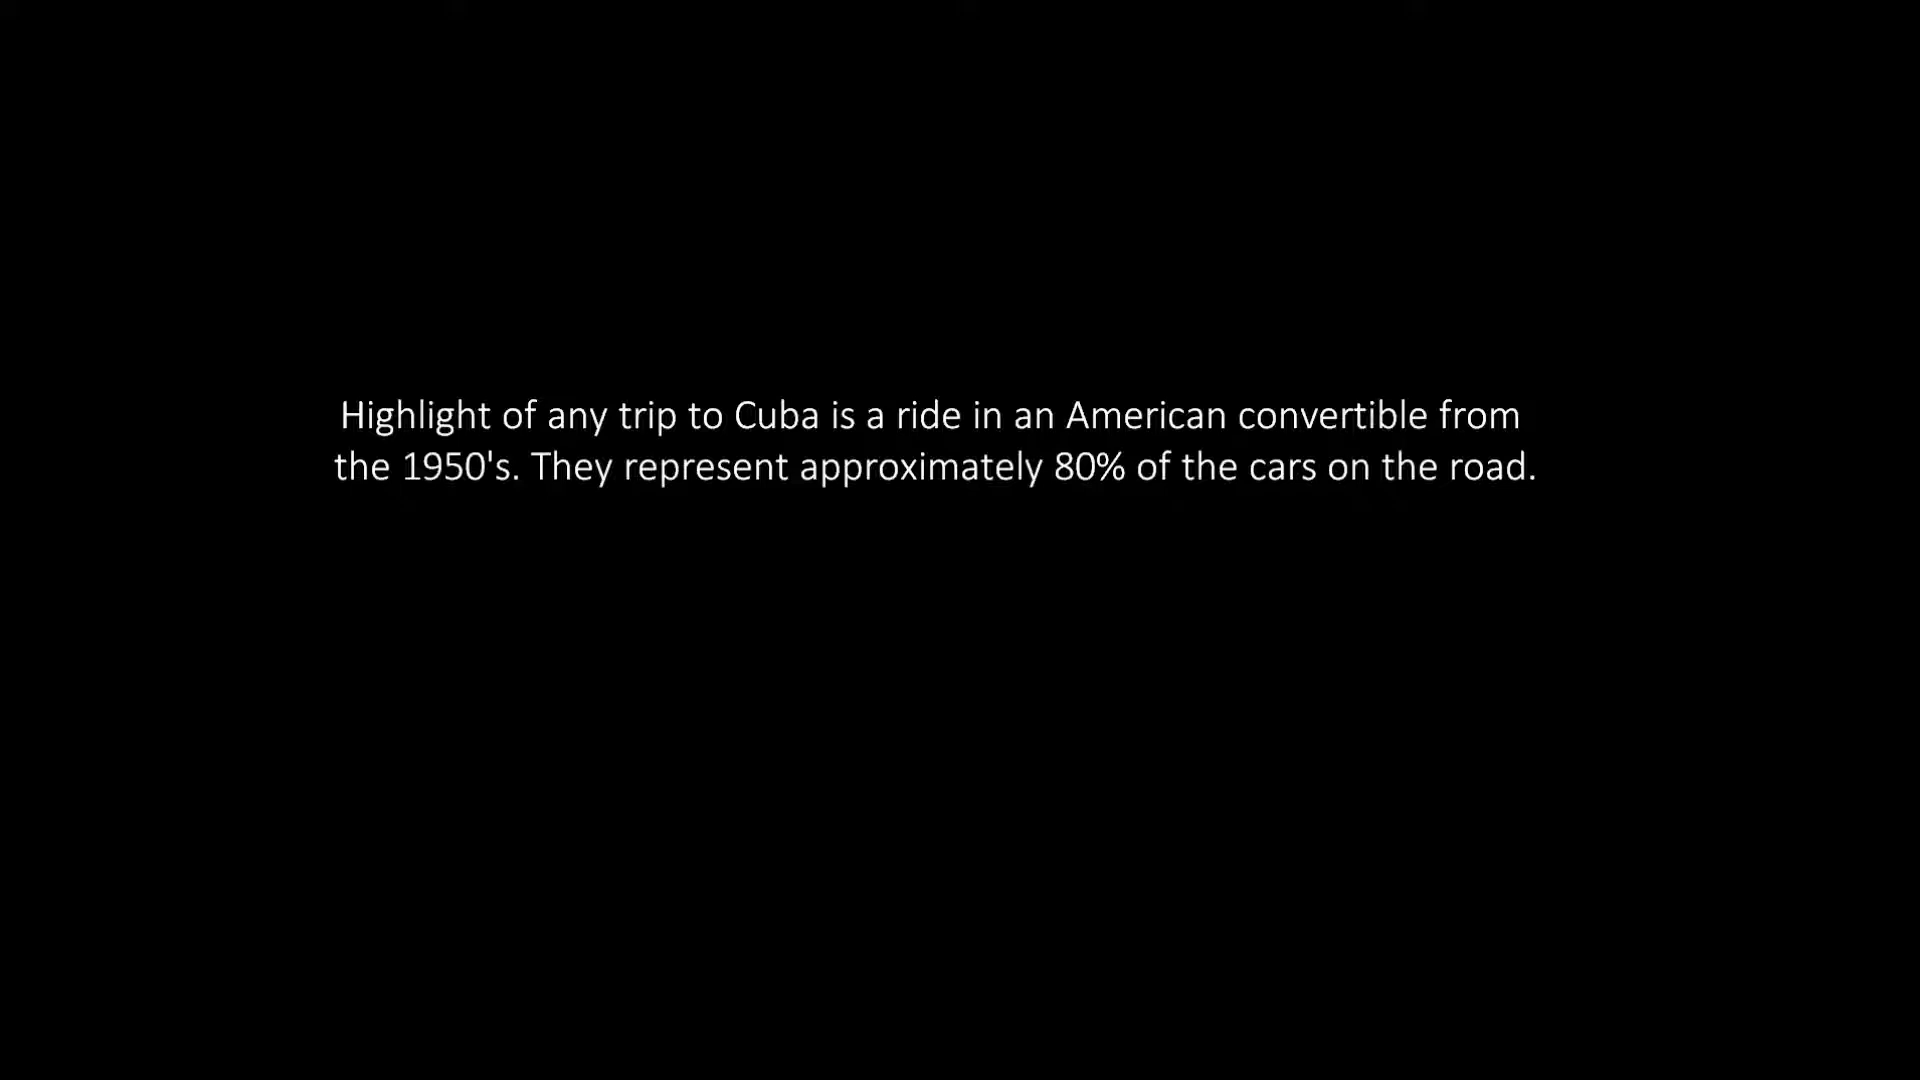 Highlight of any trip to Cuba is a ride in an American convertible from
the 1950's. They represent approximately 80% of the cars on the road.